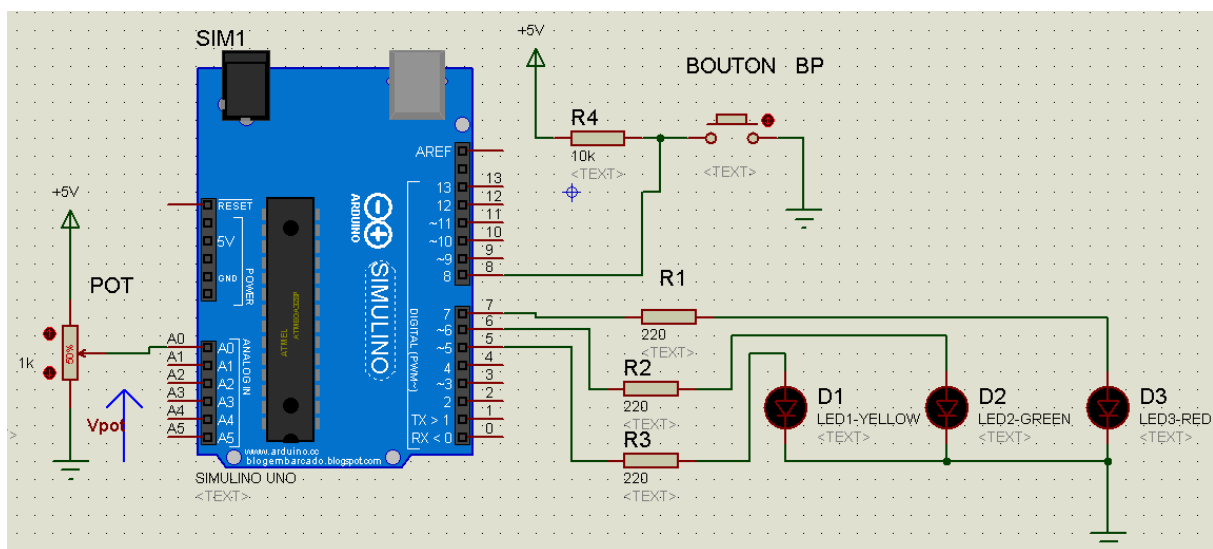 SIM1
+5V
BOUTON BP
R4
10k
<TEXT>
<TEXT>
AREF
13
13
12
12
~11
11
~10
10
~9
9
8
8
RESET
5V
GND
POWER
ARDUINO
SIMULINO
ATMEL
DIGITAL (PWM~)
+5V
POT
1k
50%
Vpot
A0
A0
A1
A1
A2
A2
A3
A3
A4
A4
A5
A5
ANALOG IN
7
7
~6
6
~5
5
4
4
~3
3
2
2
TX > 1
1
RX < 0
0
www.arduino.cc
blogembarcado.blogspot.com
SIMULINO UNO
<TEXT>
R1
220
<TEXT>
R2
220
<TEXT>
R3
220
<TEXT>
D1
LED1-YELLOW
<TEXT>
D2
LED2-GREEN
<TEXT>
D3
LED3-RED
<TEXT>